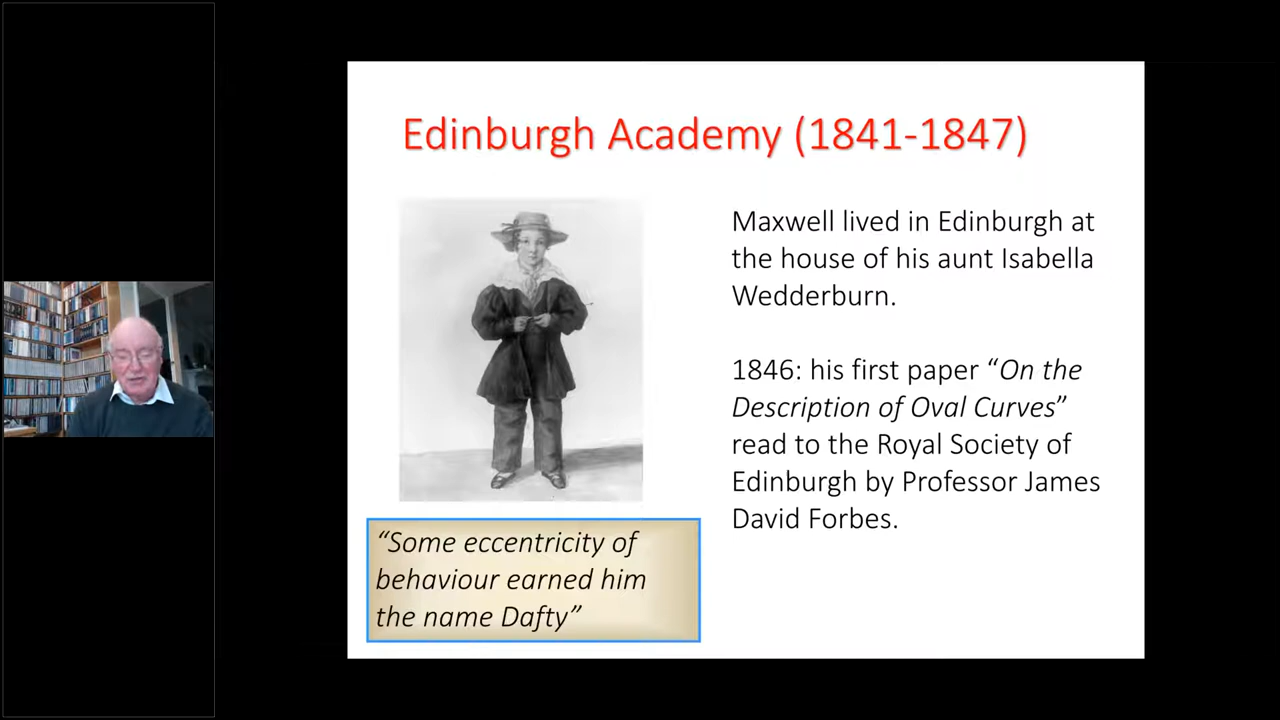 Edinburgh Academy (1841-1847)
Maxwell lived in Edinburgh at
the house of his aunt Isabella
Wedderburn.
1846: his first paper “On the
Description of Oval Curves”
read to the Royal Society of
Edinburgh by Professor James
David Forbes.
“Some eccentricity of
behaviour earned him
the name Dafty”